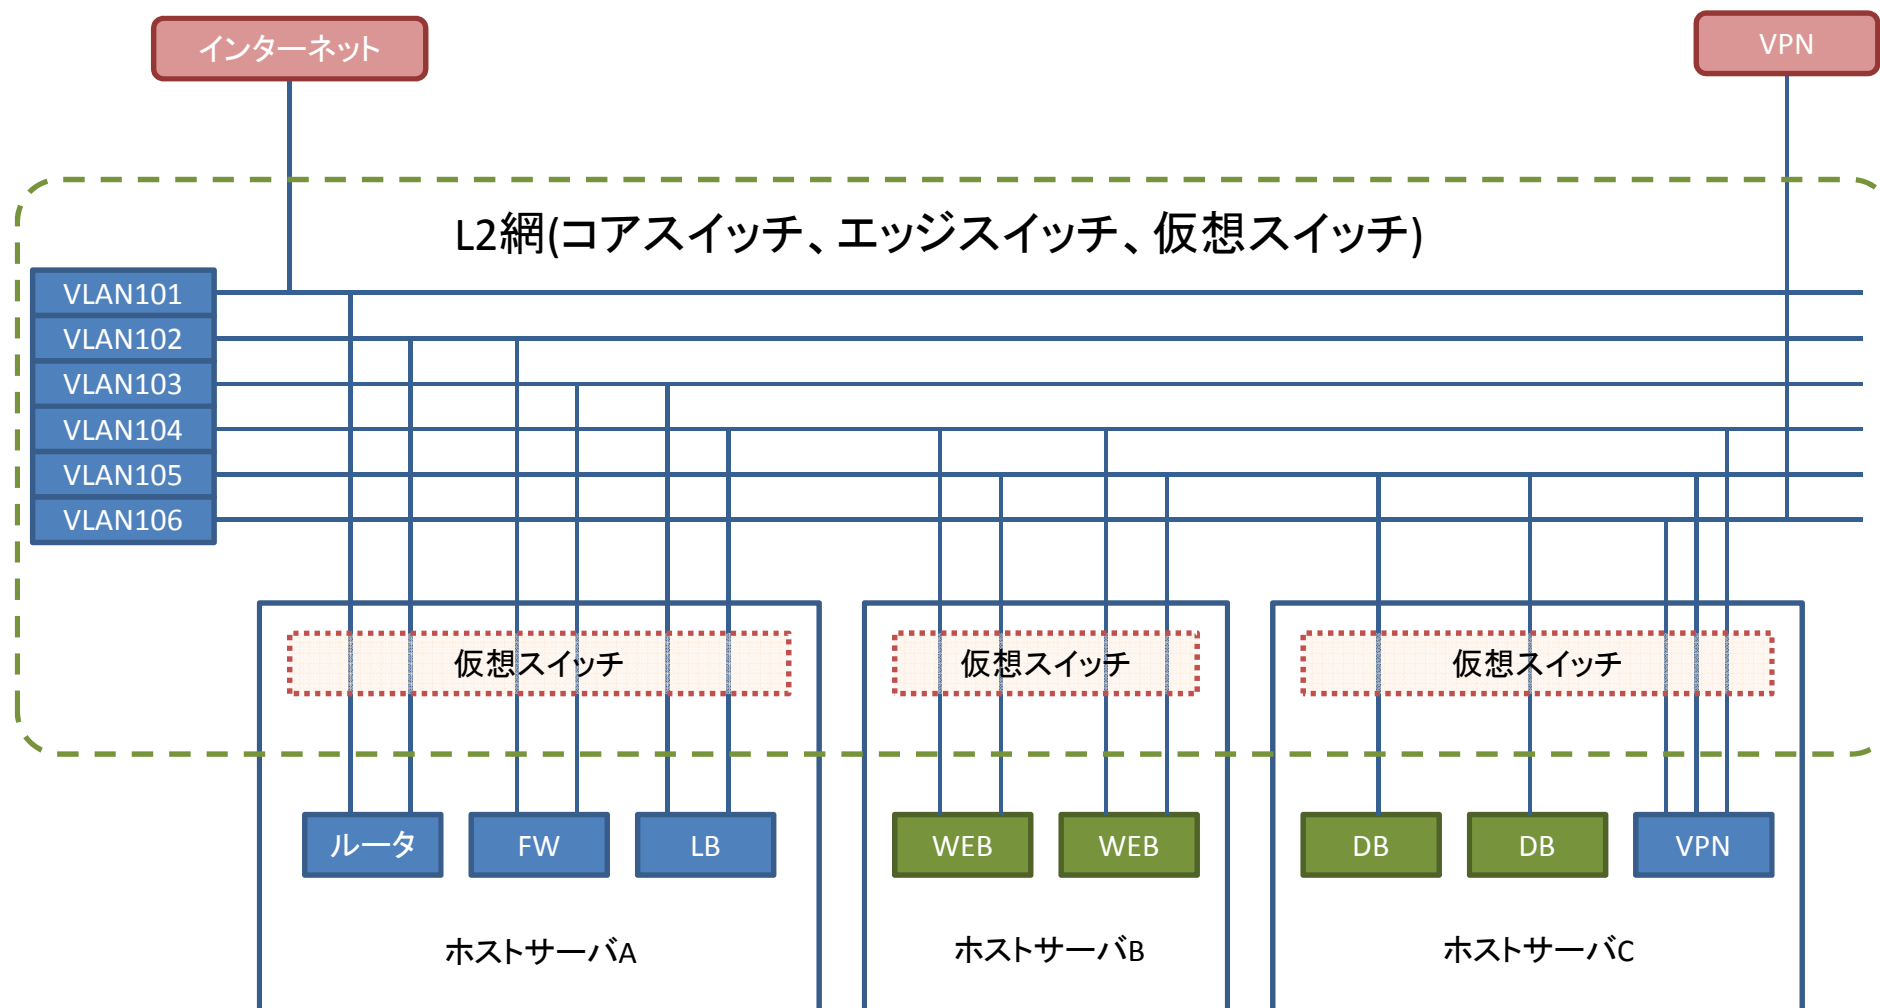 インターネット
VPN
L2網(コアスイッチ、エッジスイッチ、仮想スイッチ)
VLAN101
VLAN102
VLAN103
VLAN104
VLAN105
VLAN106
仮想スイッチ
仮想スイッチ
仮想スイッチ
ルータ
FW
LB
WEB
WEB
DB
DB
VPN
ホストサーバA
ホストサーバB
ホストサーバC